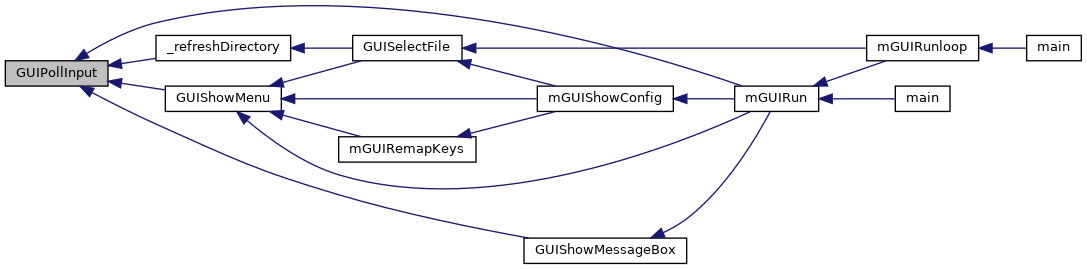 GUIPollInput
_refreshDirectory
GUIShowMenu
GUISelectFile
mGUIRemapKeys
GUIShowMessageBox
mGUIShowConfig
mGUIRun
mGUIRunloop
main
main